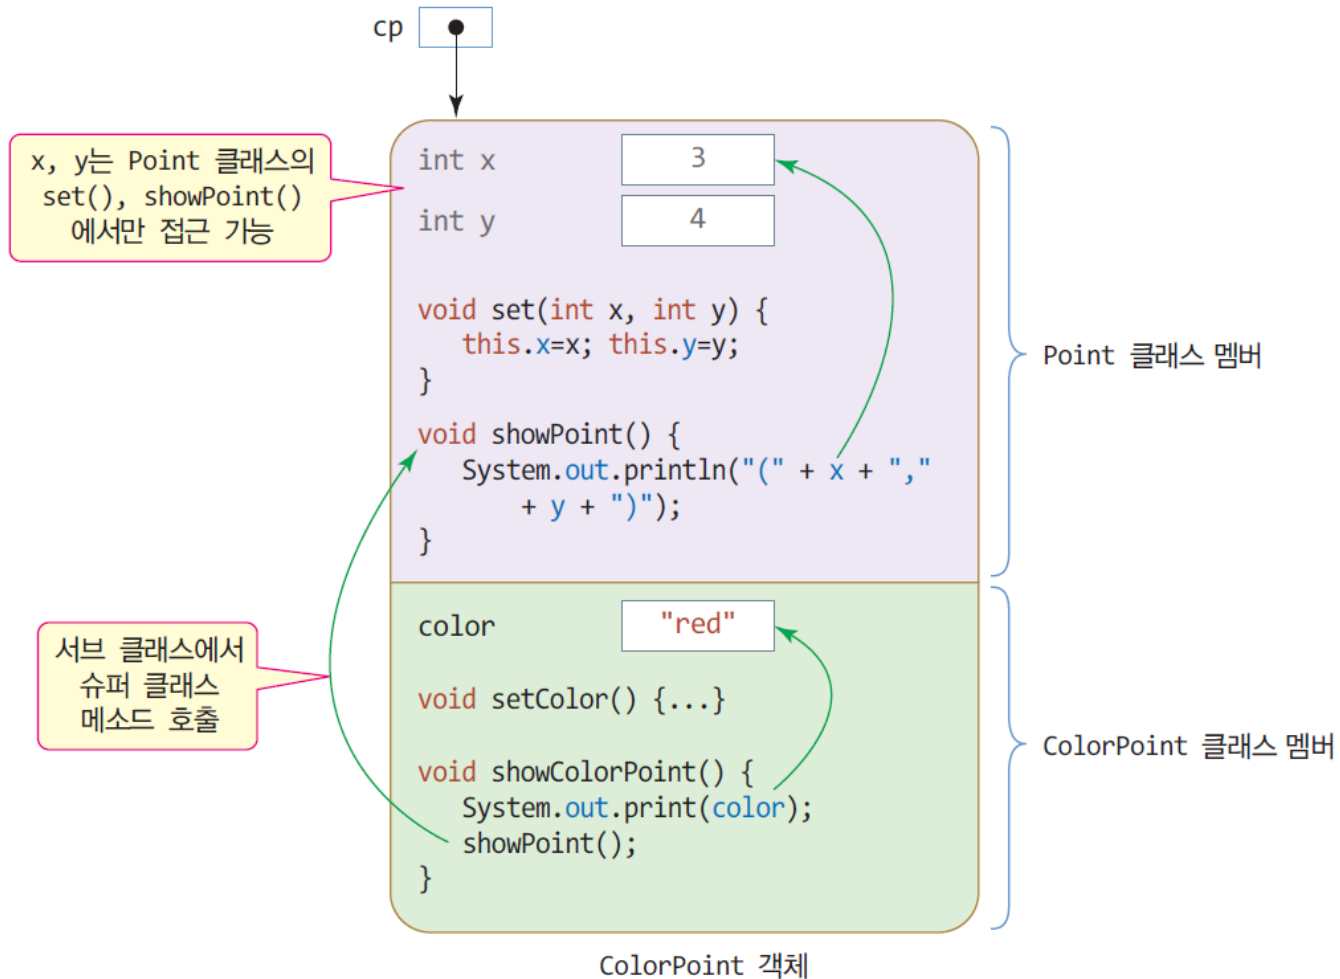 cp
x, y는 Point 클래스의
set(), showPoint()
에서만 접근 가능
int x 3
int y 4
void set(int x, int y) {
this.x=x; this.y=y;
}
void showPoint() {
System.out.println("(" + x + ","
+ y + ")");
}
Point 클래스 멤버
서브 클래스에서
슈퍼 클래스
메소드 호출
color "red"
void setColor() {...}
void showColorPoint() {
System.out.print(color);
showPoint();
}
ColorPoint 클래스 멤버
ColorPoint 객체